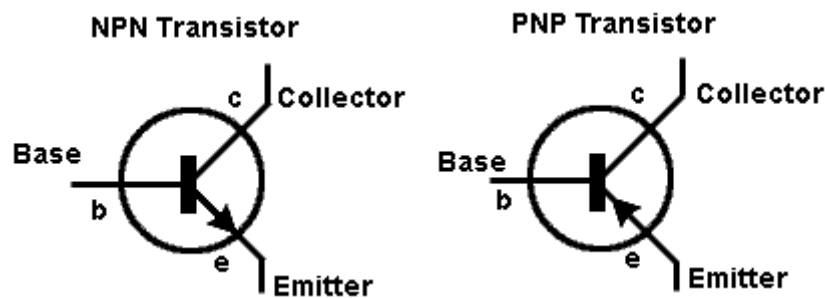 NPN Transistor
c
Collector
Base
b
e
Emitter
PNP Transistor
c
Collector
Base
b
e
Emitter